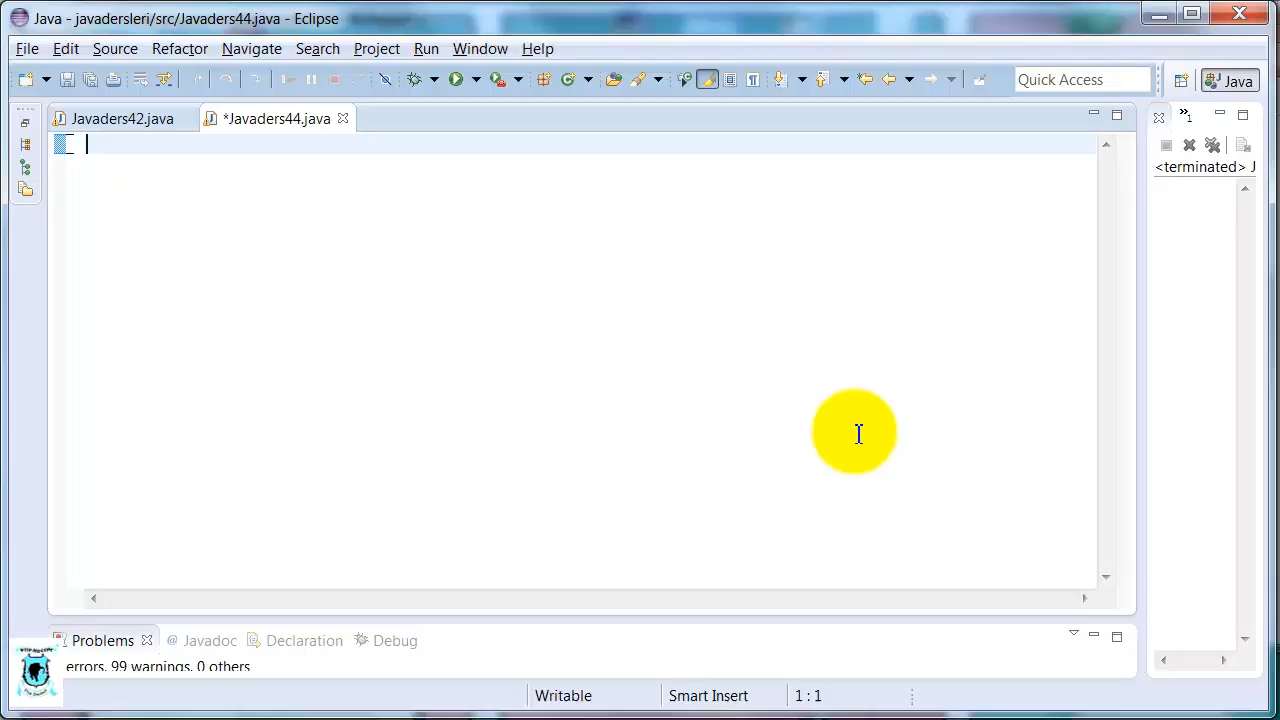 Java - javadersleri/src/Javaders44.java - Eclipse
File Edit Source Refactor Navigate Search Project Run Window Help
Quick Access
Java
Javaders42.java
*Javaders44.java
<terminated> J
Problems @ Javadoc Declaration Debug
errors, 99 warnings, 0 others
Writable Smart Insert 1 : 1